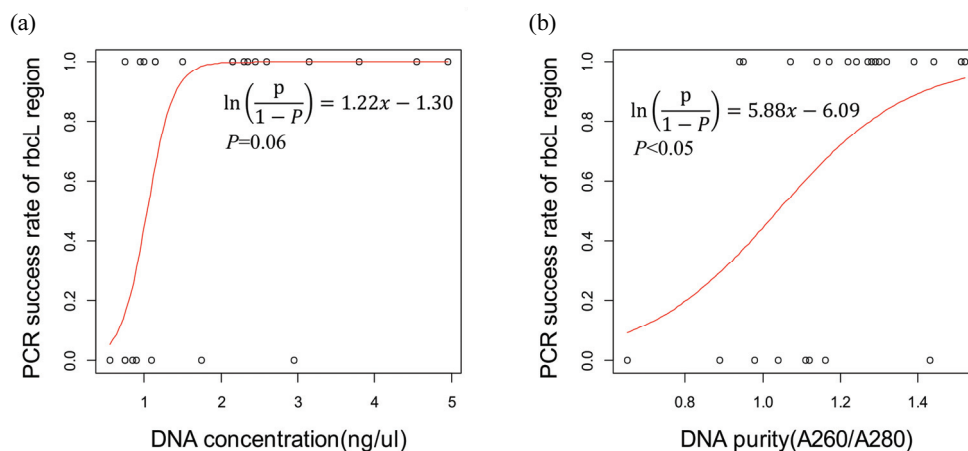 (a)
PCR success rate of rbcL region
1.0
0.8
0.6
0.4
0.2
0.0
ln(p/(1 − P)) = 1.22x − 1.30
P=0.06
1 2 3 4 5
DNA concentration(ng/ul)
(b)
PCR success rate of rbcL region
1.0
0.8
0.6
0.4
0.2
0.0
ln(p/(1 − P)) = 5.88x − 6.09
P<0.05
0.8 1.0 1.2 1.4
DNA purity(A260/A280)